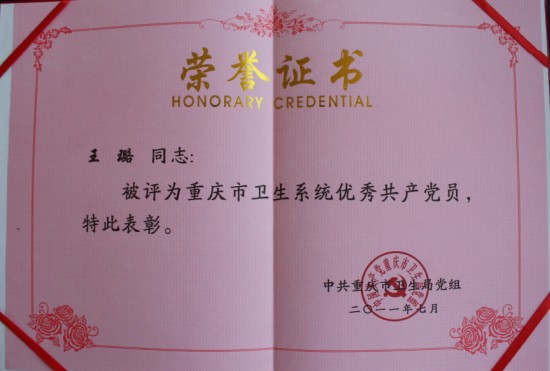 荣誉证书
HONORARY CREDENTIAL
王璐 同志:
被评为重庆市卫生系统优秀共产党员,
特此表彰。
中共重庆市卫生局党组
二〇一一年七月